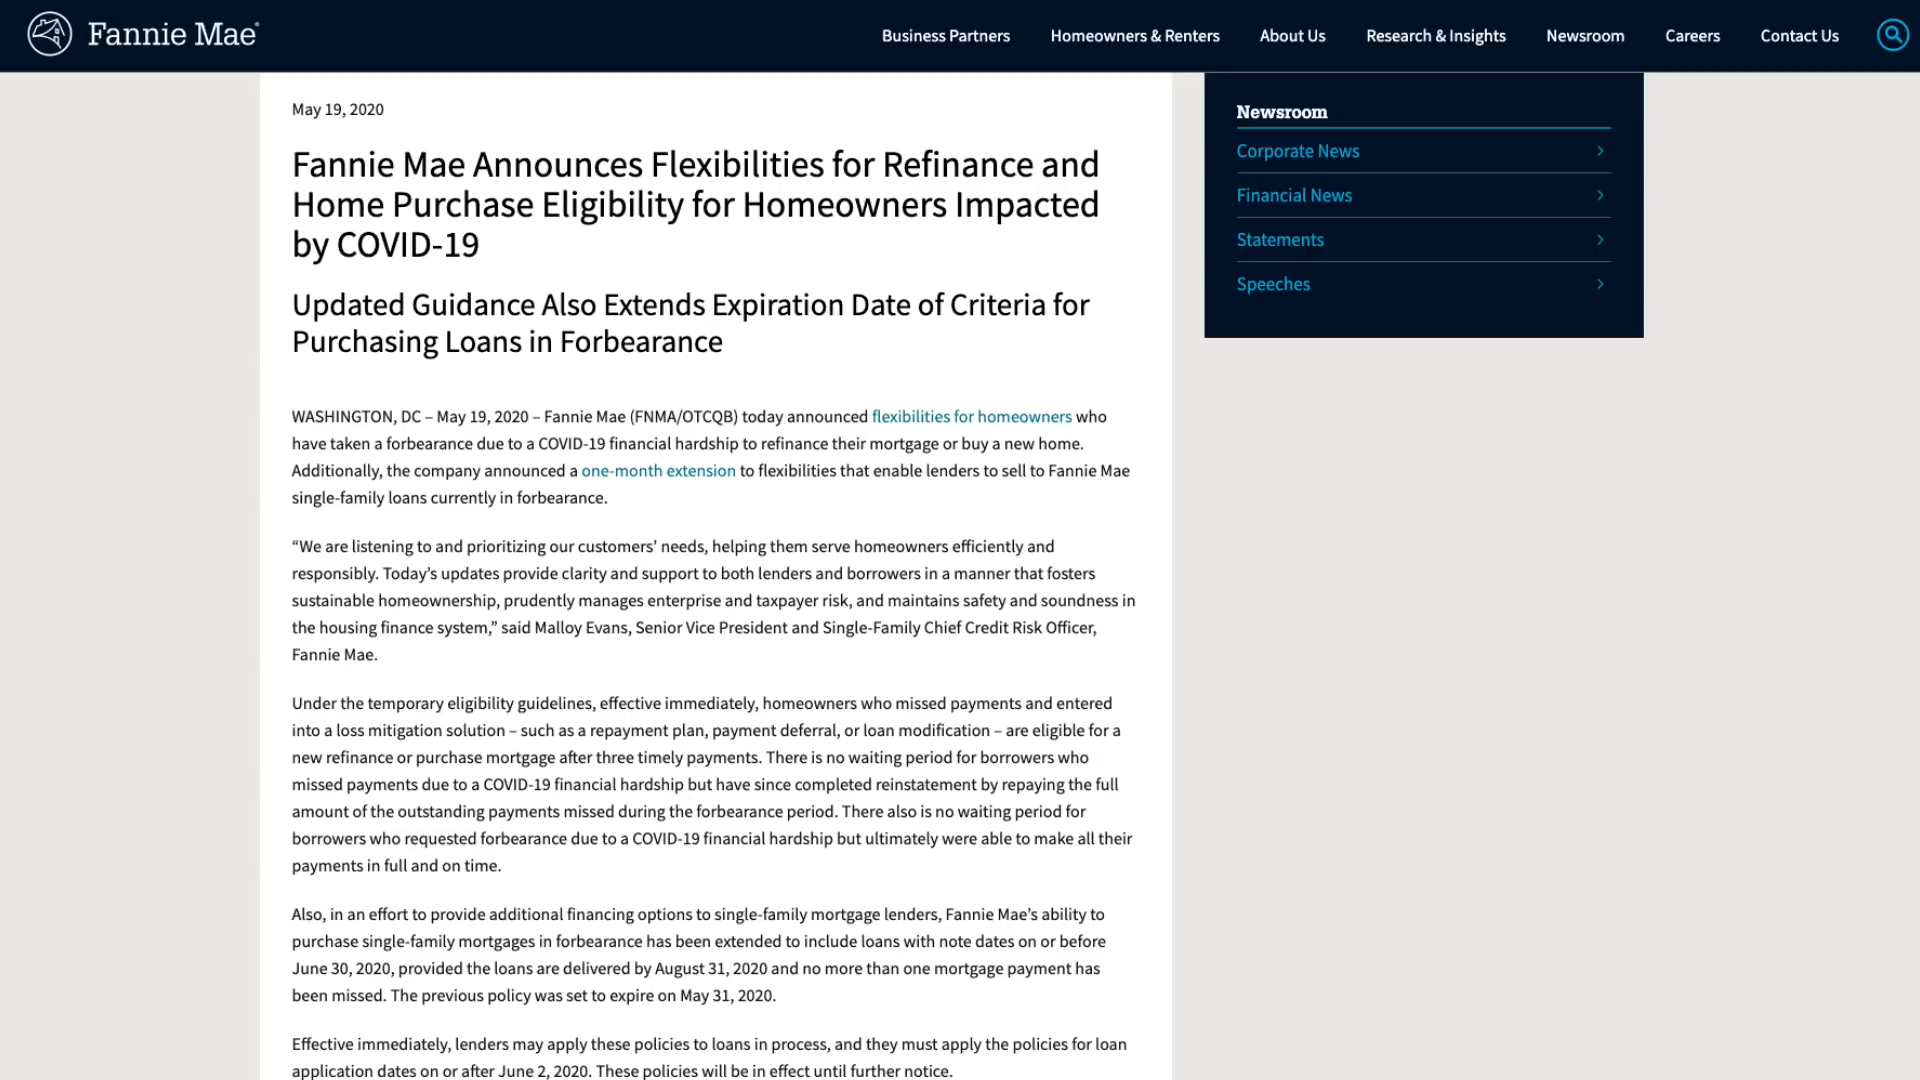 Fannie Mae®
Business Partners
Homeowners & Renters
About Us
Research & Insights
Newsroom
Careers
Contact Us
May 19, 2020
Fannie Mae Announces Flexibilities for Refinance and
Home Purchase Eligibility for Homeowners Impacted
by COVID-19
Updated Guidance Also Extends Expiration Date of Criteria for
Purchasing Loans in Forbearance
WASHINGTON, DC – May 19, 2020 – Fannie Mae (FNMA/OTCQB) today announced flexibilities for homeowners who
have taken a forbearance due to a COVID-19 financial hardship to refinance their mortgage or buy a new home.
Additionally, the company announced a one-month extension to flexibilities that enable lenders to sell to Fannie Mae
single-family loans currently in forbearance.
“We are listening to and prioritizing our customers’ needs, helping them serve homeowners efficiently and
responsibly. Today’s updates provide clarity and support to both lenders and borrowers in a manner that fosters
sustainable homeownership, prudently manages enterprise and taxpayer risk, and maintains safety and soundness in
the housing finance system,” said Malloy Evans, Senior Vice President and Single-Family Chief Credit Risk Officer,
Fannie Mae.
Under the temporary eligibility guidelines, effective immediately, homeowners who missed payments and entered
into a loss mitigation solution – such as a repayment plan, payment deferral, or loan modification – are eligible for a
new refinance or purchase mortgage after three timely payments. There is no waiting period for borrowers who
missed payments due to a COVID-19 financial hardship but have since completed reinstatement by repaying the full
amount of the outstanding payments missed during the forbearance period. There also is no waiting period for
borrowers who requested forbearance due to a COVID-19 financial hardship but ultimately were able to make all their
payments in full and on time.
Also, in an effort to provide additional financing options to single-family mortgage lenders, Fannie Mae’s ability to
purchase single-family mortgages in forbearance has been extended to include loans with note dates on or before
June 30, 2020, provided the loans are delivered by August 31, 2020 and no more than one mortgage payment has
been missed. The previous policy was set to expire on May 31, 2020.
Effective immediately, lenders may apply these policies to loans in process, and they must apply the policies for loan
application dates on or after June 2, 2020. These policies will be in effect until further notice.
Newsroom
Corporate News
Financial News
Statements
Speeches